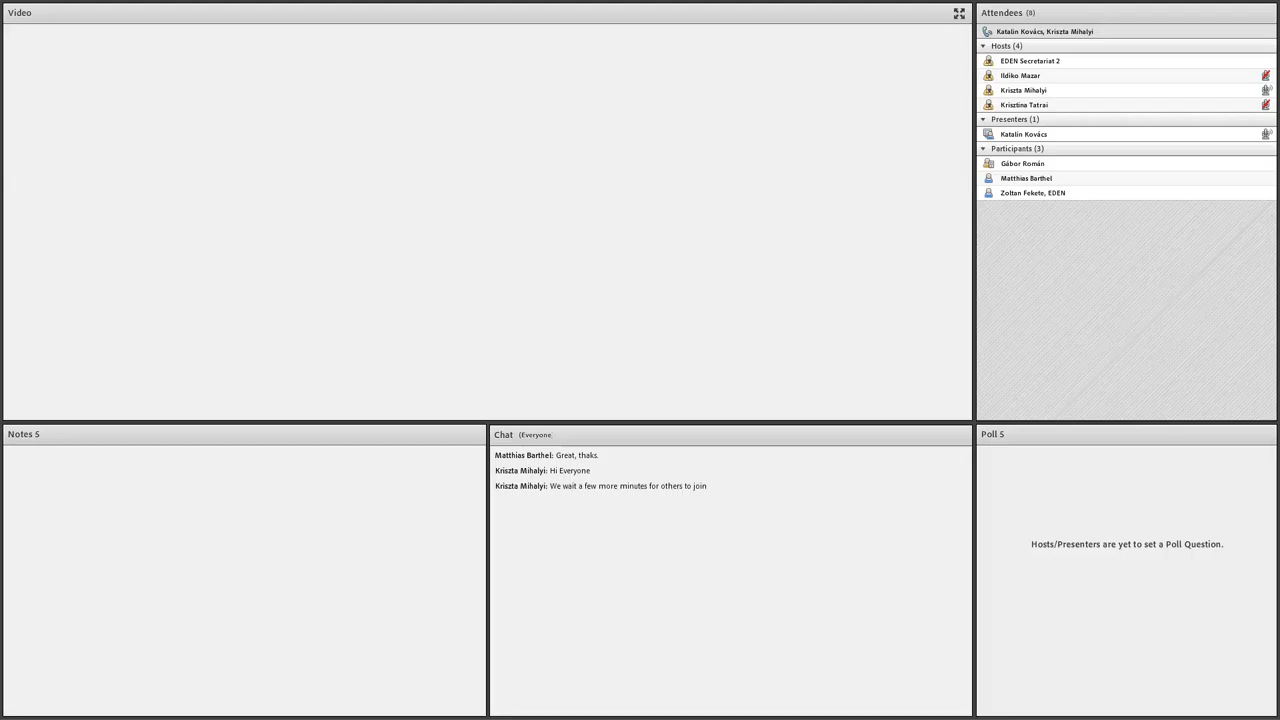 Video
Attendees (8)
Katalin Kovács, Kriszta Mihalyi
Hosts (4)
EDEN Secretariat 2
Ildiko Mazar
Kriszta Mihalyi
Krisztina Tatrai
Presenters (1)
Katalin Kovács
Participants (3)
Gábor Román
Matthias Barthel
Zoltan Fekete, EDEN
Notes 5
Chat (Everyone
Matthias Barthel: Great, thaks.
Kriszta Mihalyi: Hi Everyone
Kriszta Mihalyi: We wait a few more minutes for others to join
Poll 5
Hosts/Presenters are yet to set a Poll Question.